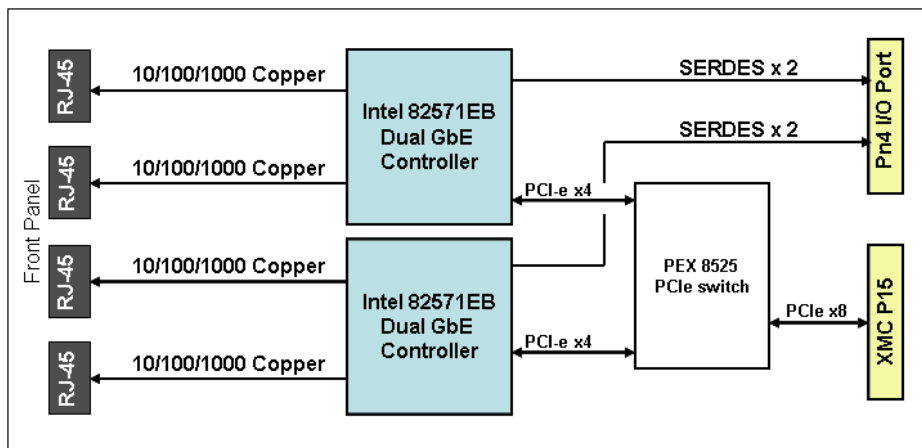 Front Panel
RJ-45
10/100/1000 Copper
RJ-45
10/100/1000 Copper
RJ-45
10/100/1000 Copper
RJ-45
10/100/1000 Copper
Intel 82571EB
Dual GbE
Controller
Intel 82571EB
Dual GbE
Controller
SERDES x 2
SERDES x 2
PCI-e x4
PCI-e x4
PEX 8525
PCIe switch
PCIe x8
Pn4 I/O Port
XMC P15